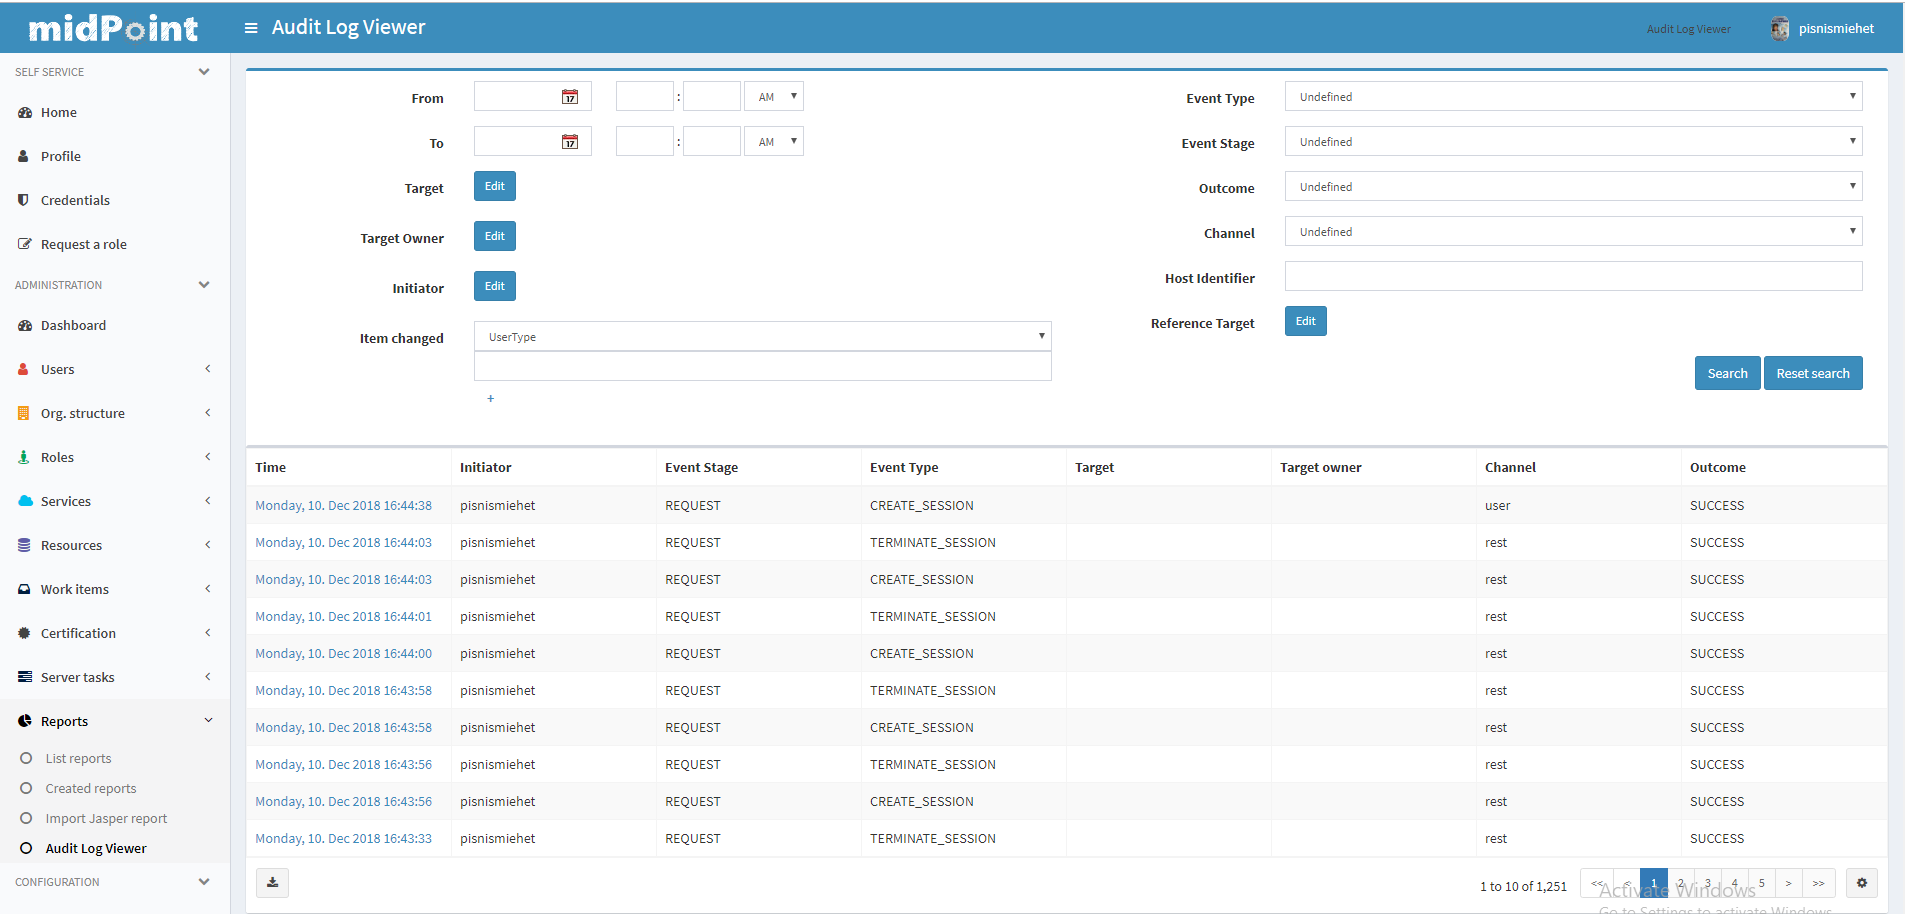 midPoint
Audit Log Viewer
Audit Log Viewer
pisnismiehet
SELF SERVICE
Home
Profile
Credentials
Request a role
ADMINISTRATION
Dashboard
Users
Org. structure
Roles
Services
Resources
Work items
Certification
Server tasks
Reports
List reports
Created reports
Import Jasper report
Audit Log Viewer
CONFIGURATION
From 17 : AM
To 17 : AM
Target Edit
Target Owner Edit
Initiator Edit
Item changed UserType
+
Event Type Undefined
Event Stage Undefined
Outcome Undefined
Channel Undefined
Host Identifier
Reference Target Edit
Search Reset search
Time Initiator Event Stage Event Type Target Target owner Channel Outcome
Monday, 10. Dec 2018 16:44:38 pisnismiehet REQUEST CREATE_SESSION user SUCCESS
Monday, 10. Dec 2018 16:44:03 pisnismiehet REQUEST TERMINATE_SESSION rest SUCCESS
Monday, 10. Dec 2018 16:44:03 pisnismiehet REQUEST CREATE_SESSION rest SUCCESS
Monday, 10. Dec 2018 16:44:01 pisnismiehet REQUEST TERMINATE_SESSION rest SUCCESS
Monday, 10. Dec 2018 16:44:00 pisnismiehet REQUEST CREATE_SESSION rest SUCCESS
Monday, 10. Dec 2018 16:43:58 pisnismiehet REQUEST TERMINATE_SESSION rest SUCCESS
Monday, 10. Dec 2018 16:43:58 pisnismiehet REQUEST CREATE_SESSION rest SUCCESS
Monday, 10. Dec 2018 16:43:56 pisnismiehet REQUEST TERMINATE_SESSION rest SUCCESS
Monday, 10. Dec 2018 16:43:56 pisnismiehet REQUEST CREATE_SESSION rest SUCCESS
Monday, 10. Dec 2018 16:43:33 pisnismiehet REQUEST TERMINATE_SESSION rest SUCCESS
1 to 10 of 1,251 << < 1 2 3 4 5 > >>
Activate Windows
Go to Settings to activate Windows.